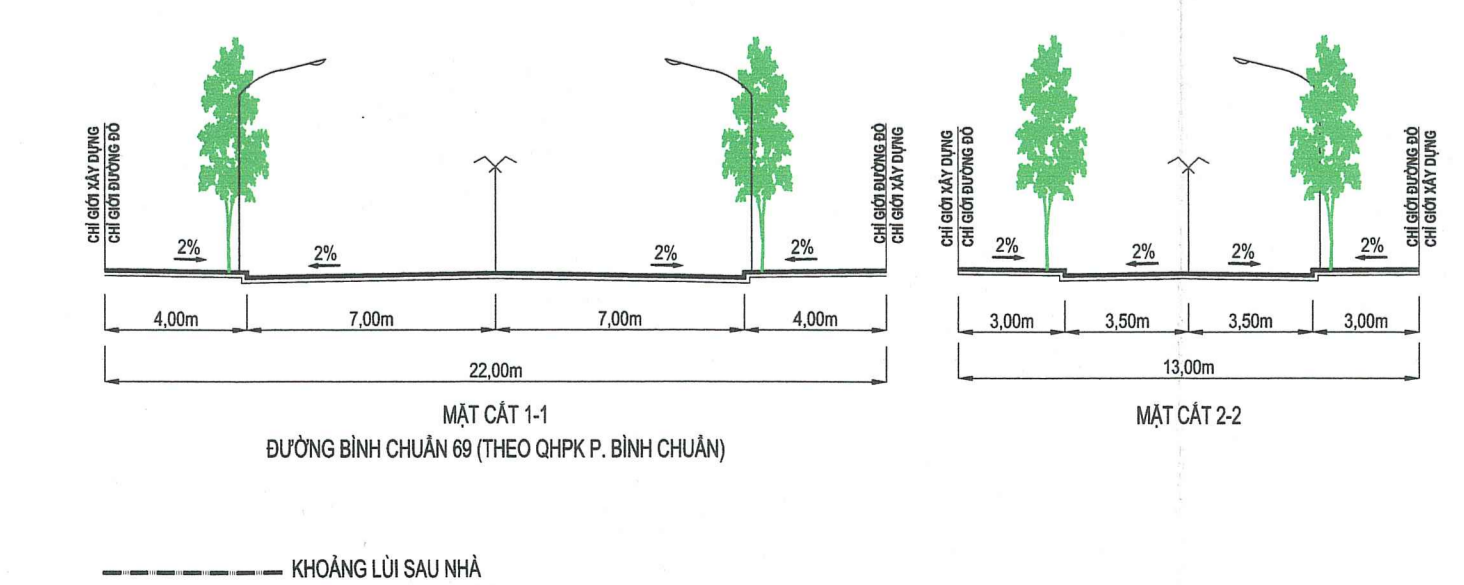 CHỈ GIỚI XÂY DỰNG
CHỈ GIỚI ĐƯỜNG ĐỎ
2%
2%
2%
2%
CHỈ GIỚI ĐƯỜNG ĐỎ
CHỈ GIỚI XÂY DỰNG
4,00m
7,00m
7,00m
4,00m
22,00m
MẶT CẮT 1-1
ĐƯỜNG BÌNH CHUẨN 69 (THEO QHPK P. BÌNH CHUẨN)
CHỈ GIỚI XÂY DỰNG
CHỈ GIỚI ĐƯỜNG ĐỎ
2%
2%
2%
2%
CHỈ GIỚI ĐƯỜNG ĐỎ
CHỈ GIỚI XÂY DỰNG
3,00m
3,50m
3,50m
3,00m
13,00m
MẶT CẮT 2-2
KHOẢNG LÙI SAU NHÀ